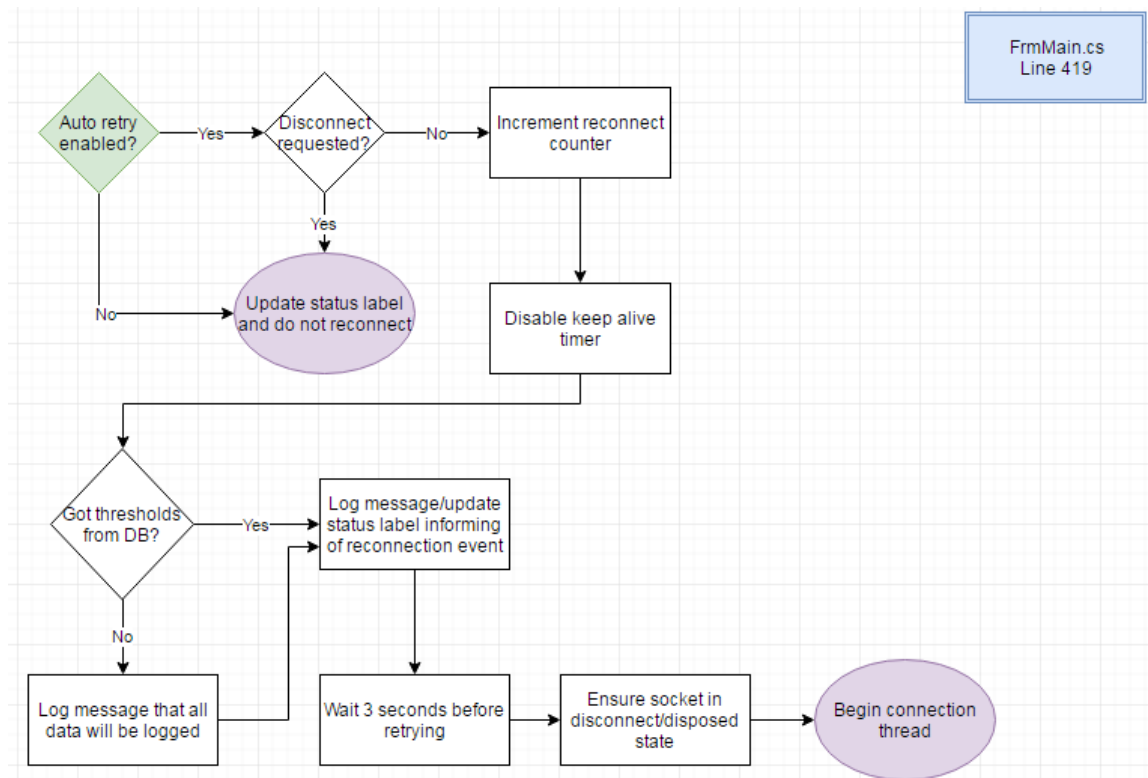 FrmMain.cs
Line 419
Auto retry
enabled?
Yes
Disconnect
requested?
No
Increment reconnect
counter
Yes
No
Update status label
and do not reconnect
Disable keep alive
timer
Got thresholds
from DB?
Yes
Log message/update
status label informing
of reconnection event
No
Log message that all
data will be logged
Wait 3 seconds before
retrying
Ensure socket in
disconnect/disposed
state
Begin connection
thread